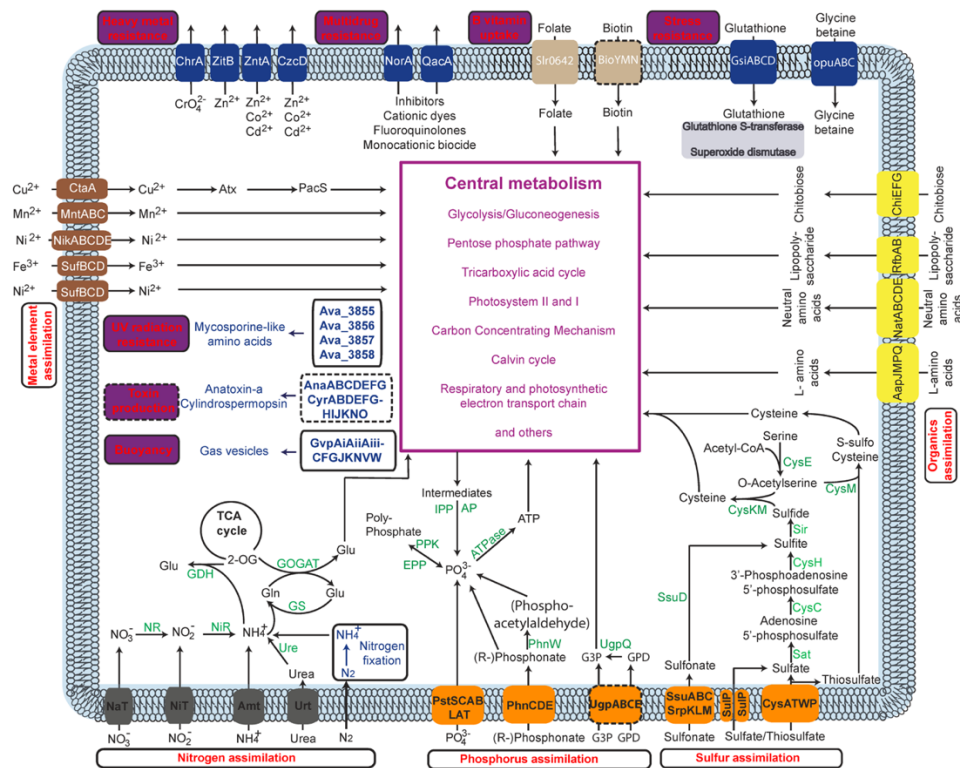 Heavy metal
resistence
Multidrug
resistence
B vitamin
uptake
Stress
resistence
Folate
Biotin
Glutathione
Glycine
betaine
ChrA
ZitB
ZntA
CzcD
NorA
QacA
Slr0642
BioYMN
GsiABCD
opuABC
CrO₄²⁻
Zn²⁺
Zn²⁺
Co²⁺
Cd²⁺
Zn²⁺
Co²⁺
Cd²⁺
Inhibitors
Cationic dyes
Fluoroquinolones
Monocationic biocide
Folate
Biotin
Glutathione
Glutathione S-transferase
Superoxide dismutase
Glycine
betaine
Cu²⁺
CtaA
Cu²⁺
Atx
PacS
Mn²⁺
MntABC
Mn²⁺
Ni²⁺
NikABCDE
Ni²⁺
Fe³⁺
SufBCD
Fe³⁺
Ni²⁺
SufBCD
Ni²⁺
Metal element
assimilation
Central metabolism
Glycolysis/Gluconeogenesis
Pentose phosphate pathway
Tricarboxylic acid cycle
Photosystem II and I
Carbon Concentrating Mechanism
Calvin cycle
Respiratory and photosynthetic
electron transport chain
and others
Chitobiose
ChiEFG
Chitobiose
Lipopoly-
saccharide
RfbAB
Lipopoly-
saccharide
Neutral
amino
acids
NatABCDE
Neutral
amino
acids
L- amino
acids
AapJMPQ
L-amino
acids
Organics
assimilation
UV radiation
resistence
Mycosporine-like
amino acids
Ava_3855
Ava_3856
Ava_3857
Ava_3858
Toxin
production
Anatoxin-a
Cylindrospermopsin
AnaABCDEFG
CyrABDEFG-
HIJKNO
Buoyancy
Gas vesicles
GvpAiAiiAiii-
CFGJKNVW
TCA
cycle
2-OG
Glu
GDH
GOGAT
Glu
Gln
Glu
GS
NO₃⁻
NR
NO₂⁻
NiR
NH₄⁺
Ure
Urea
NH₄⁺
Nitrogen
fixation
N₂
NaT
NiT
Amt
Urt
NO₃⁻
NO₂⁻
NH₄⁺
Urea
N₂
Nitrogen assimilation
Intermediates
IPP
AP
Poly-
Phosphate
PPK
EPP
PO₄³⁻
ATPase
ATP
(Phospho-
acetylaldehyde)
PhnW
(R-)Phosphonate
UgpQ
G3P
GPD
PstSCAB
LAT
PhnCDE
UgpABCE
PO₄³⁻
(R-)Phosphonate
G3P
GPD
Phosphorus assimilation
Cysteine
Serine
Acetyl-CoA
CysE
S-sulfo
Cysteine
O-Acetylserine
CysM
Cysteine
CysKM
Sulfide
Sir
Sulfite
CysH
3'-Phosphoadenosine
5'-phosphosulfate
SsuD
CysC
Adenosine
5'-phosphosulfate
Sat
Sulfonate
Sulfate
Thiosulfate
SsuABC
SrpKLM
SulP
SulP
CysATWP
Sulfonate
Sulfate/Thiosulfate
Sulfur assimilation